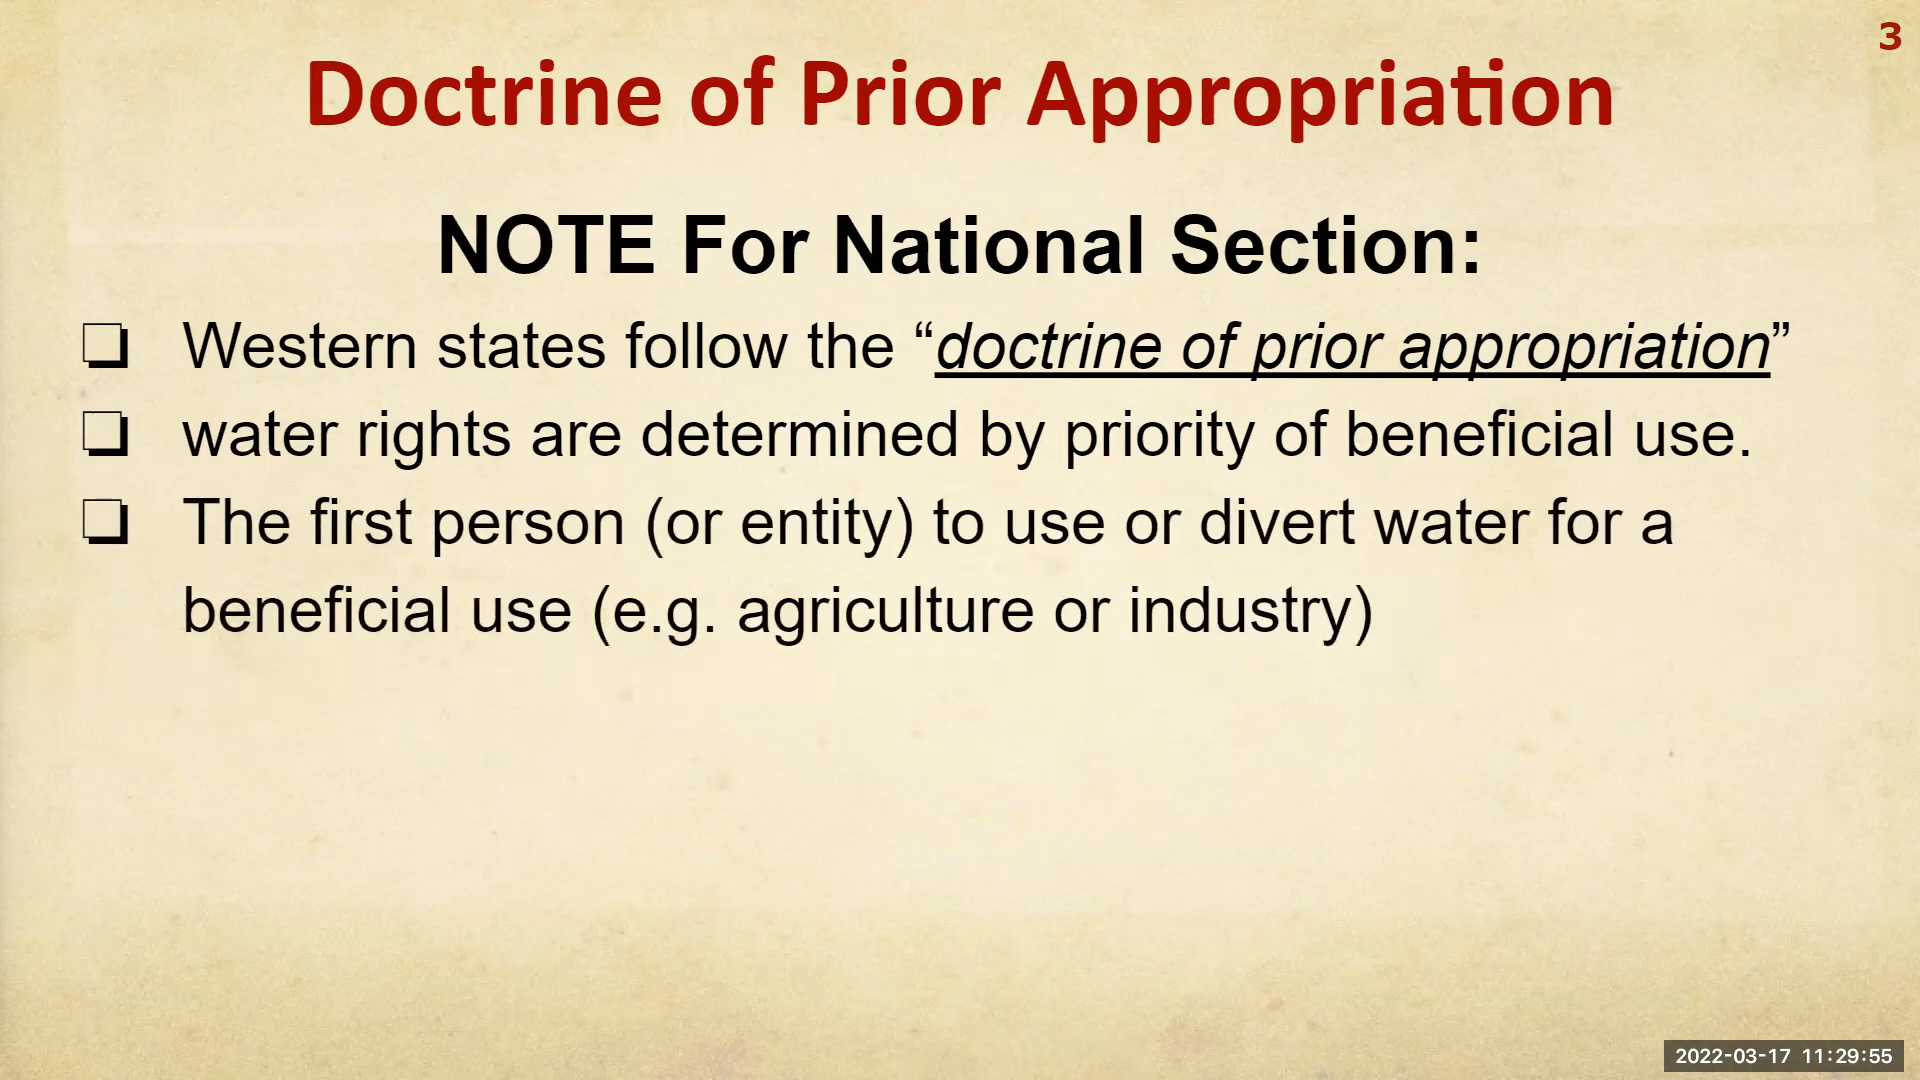 3
Doctrine of Prior Appropriation
NOTE For National Section:
❏ Western states follow the “doctrine of prior appropriation”
❏ water rights are determined by priority of beneficial use.
❏ The first person (or entity) to use or divert water for a
beneficial use (e.g. agriculture or industry)
2022-03-17 11:29:55